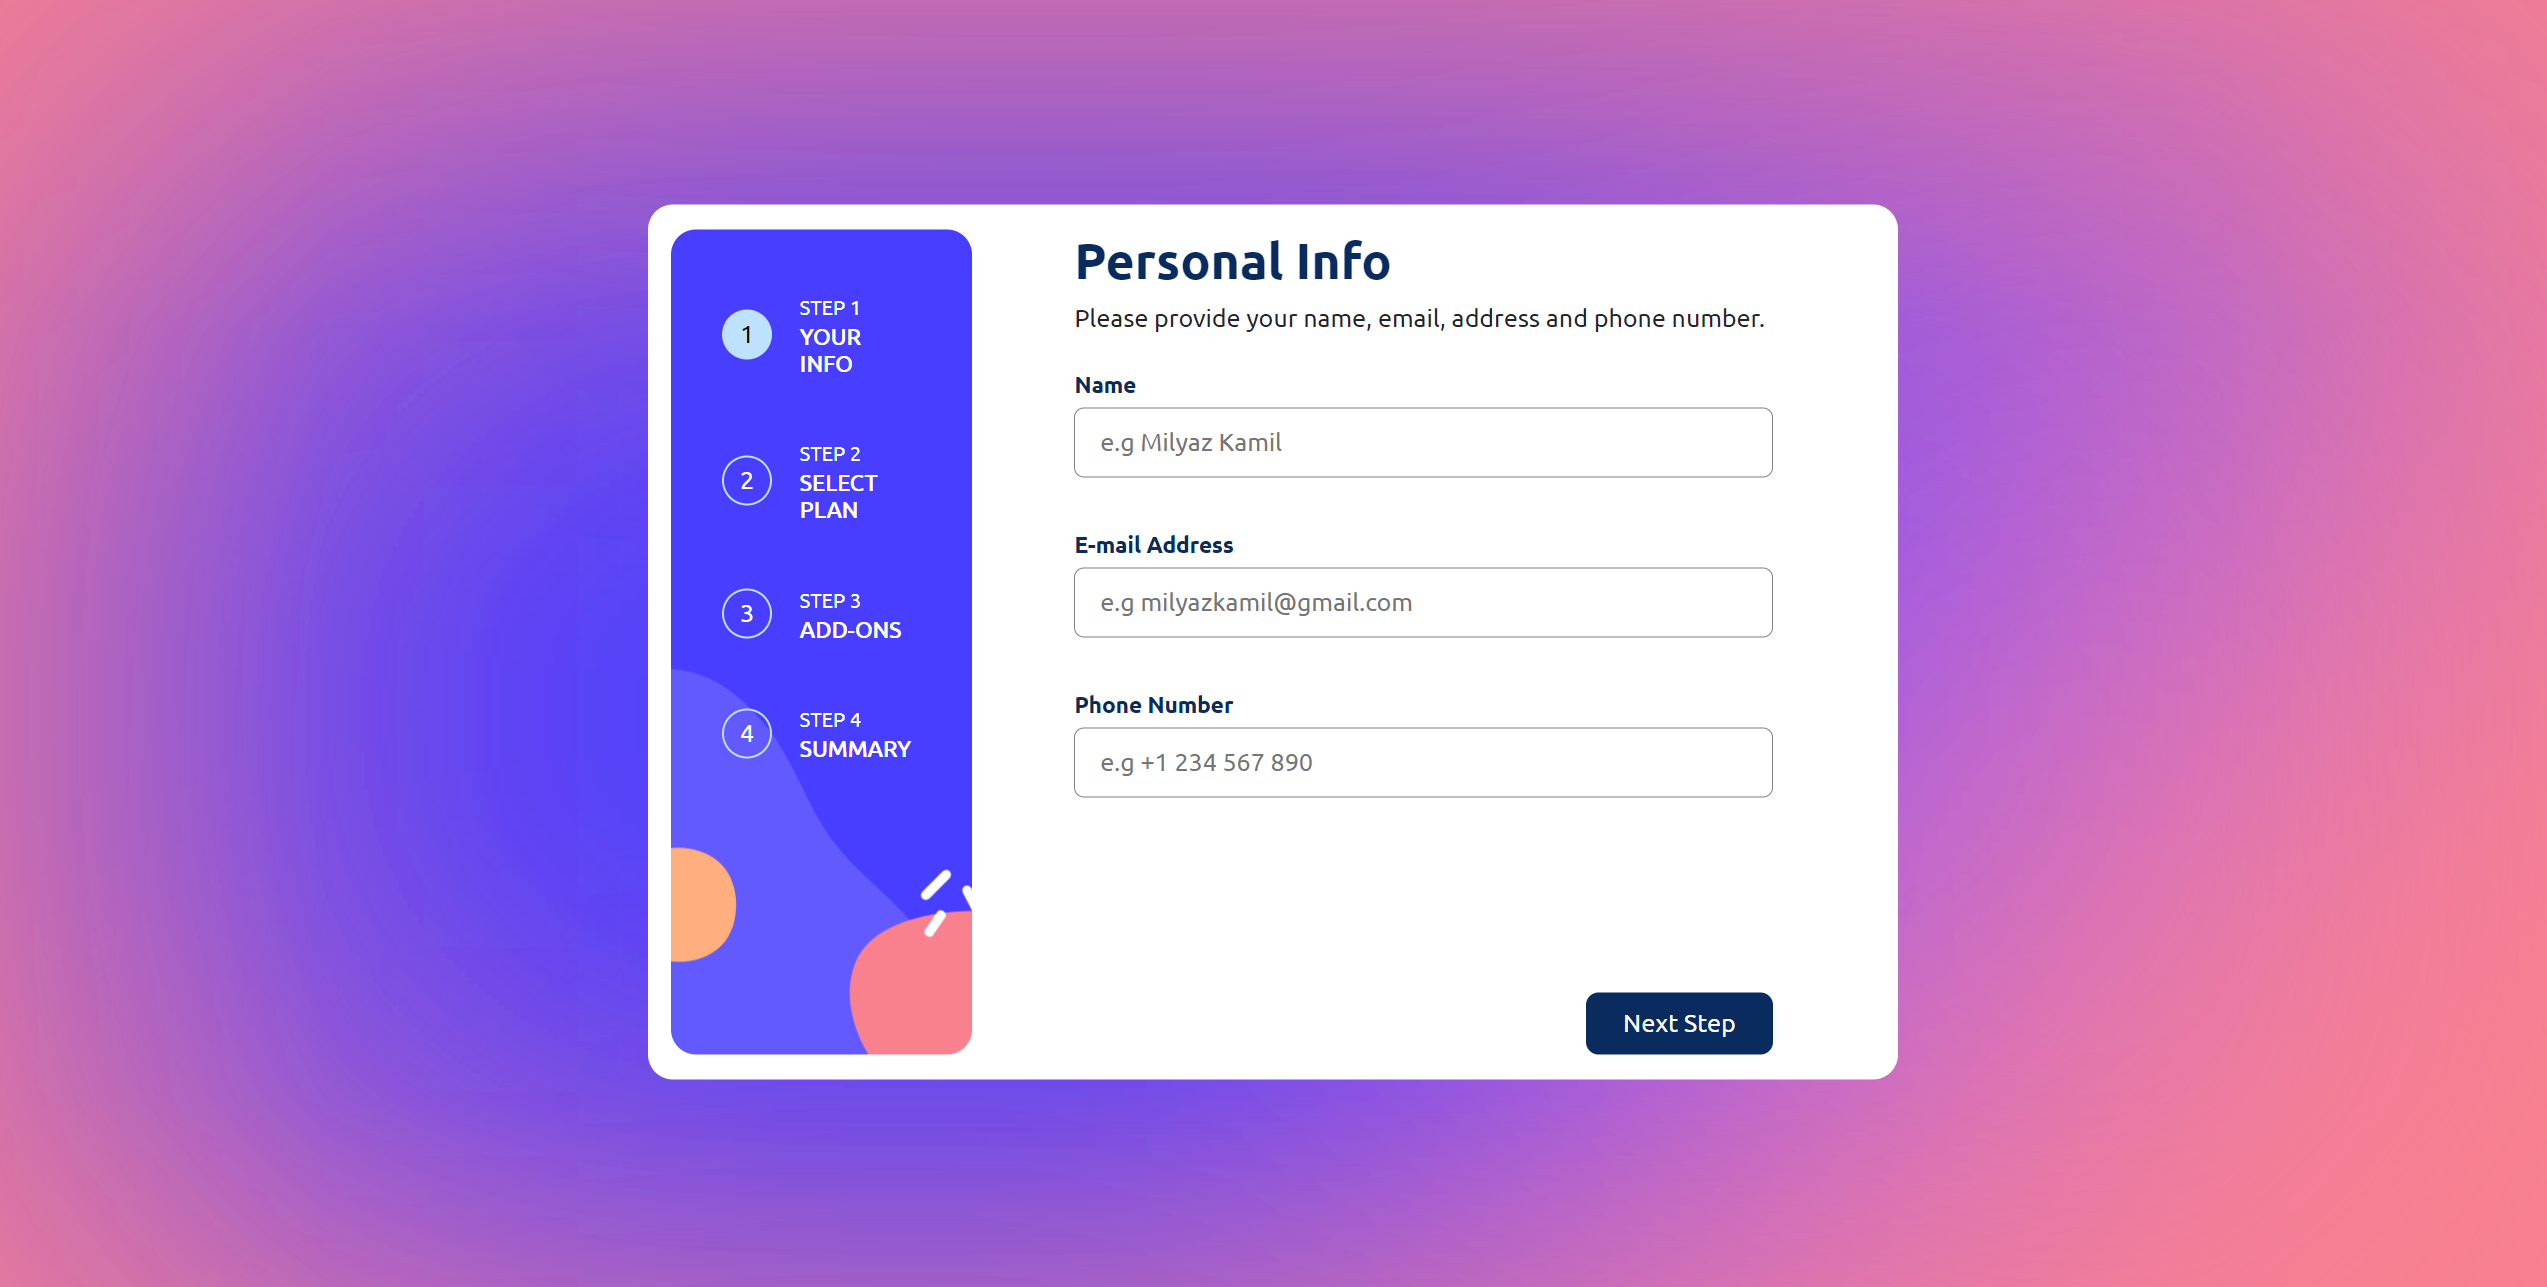 1
STEP 1
YOUR
INFO
2
STEP 2
SELECT
PLAN
3
STEP 3
ADD-ONS
4
STEP 4
SUMMARY
Personal Info
Please provide your name, email, address and phone number.
Name
e.g Milyaz Kamil
E-mail Address
e.g milyazkamil@gmail.com
Phone Number
e.g +1 234 567 890
Next Step